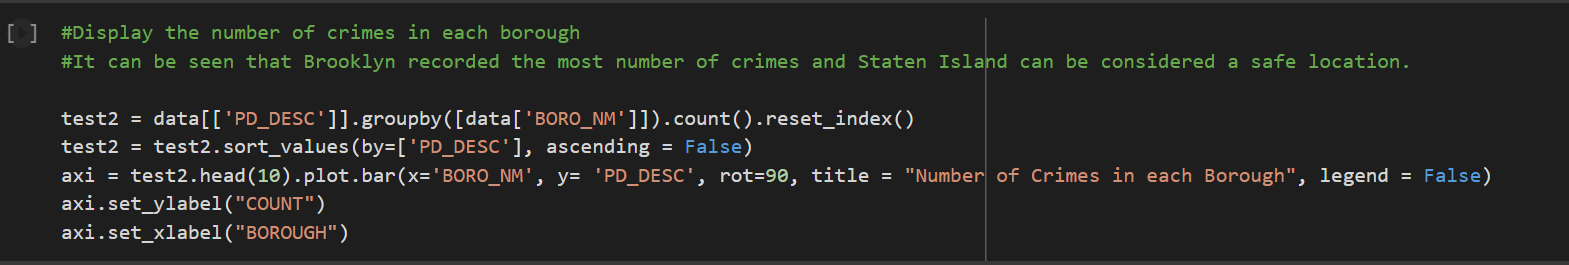 [ ]
#Display the number of crimes in each borough
#It can be seen that Brooklyn recorded the most number of crimes and Staten Island can be considered a safe location.
test2 = data[['PD_DESC']].groupby([data['BORO_NM']]).count().reset_index()
test2 = test2.sort_values(by=['PD_DESC'], ascending = False)
axi = test2.head(10).plot.bar(x='BORO_NM', y= 'PD_DESC', rot=90, title = "Number of Crimes in each Borough", legend = False)
axi.set_ylabel("COUNT")
axi.set_xlabel("BOROUGH")